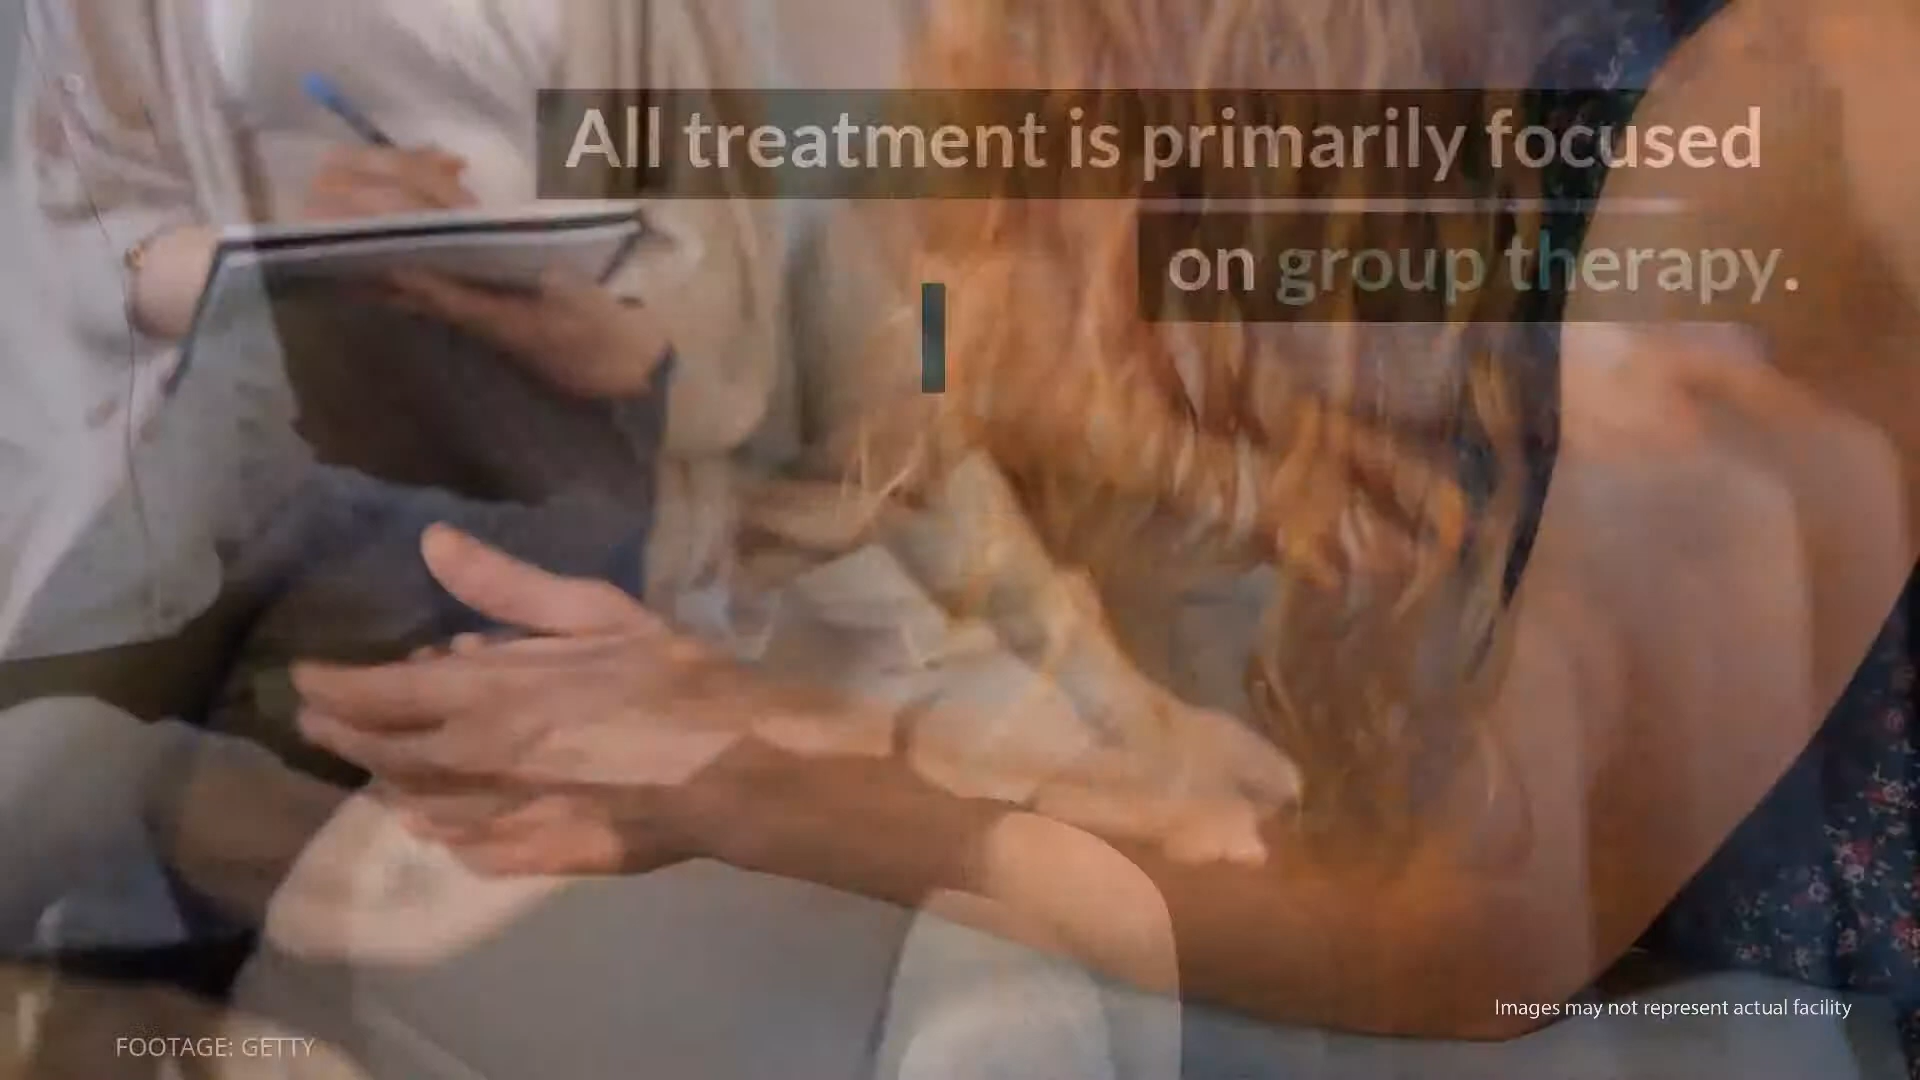 All treatment is primarily focused
on group therapy.
Images may not represent actual facility
FOOTAGE: GETTY